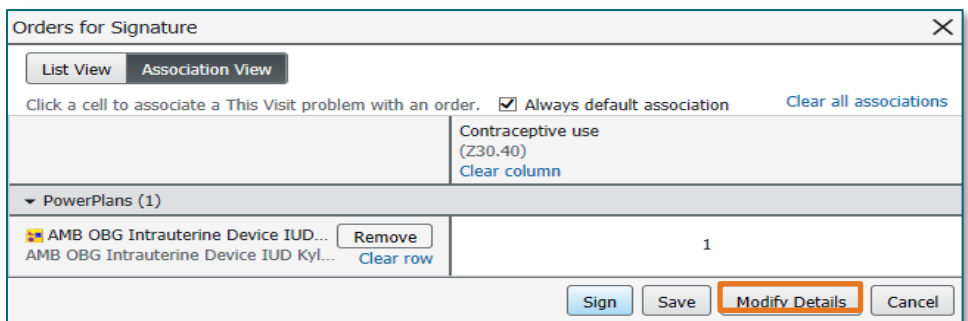 Orders for Signature
List View Association View
Click a cell to associate a This Visit problem with an order. Always default association Clear all associations
Contraceptive use
(Z30.40)
Clear column
PowerPlans (1)
AMB OBG Intrauterine Device IUD... Remove
AMB OBG Intrauterine Device IUD Kyl... Clear row
1
Sign Save Modify Details Cancel